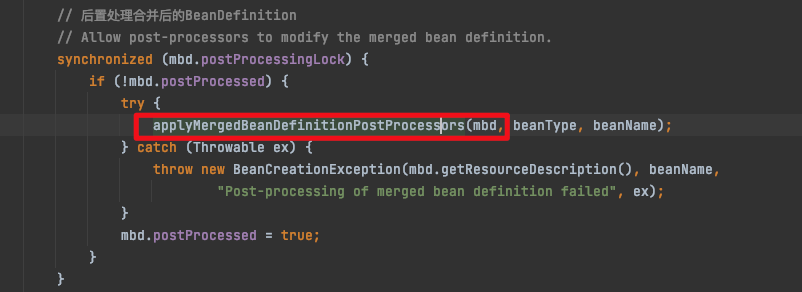 // 后置处理合并后的BeanDefinition
// Allow post-processors to modify the merged bean definition.
synchronized (mbd.postProcessingLock) {
if (!mbd.postProcessed) {
try {
applyMergedBeanDefinitionPostProcessors(mbd, beanType, beanName);
} catch (Throwable ex) {
throw new BeanCreationException(mbd.getResourceDescription(), beanName,
"Post-processing of merged bean definition failed", ex);
}
mbd.postProcessed = true;
}
}